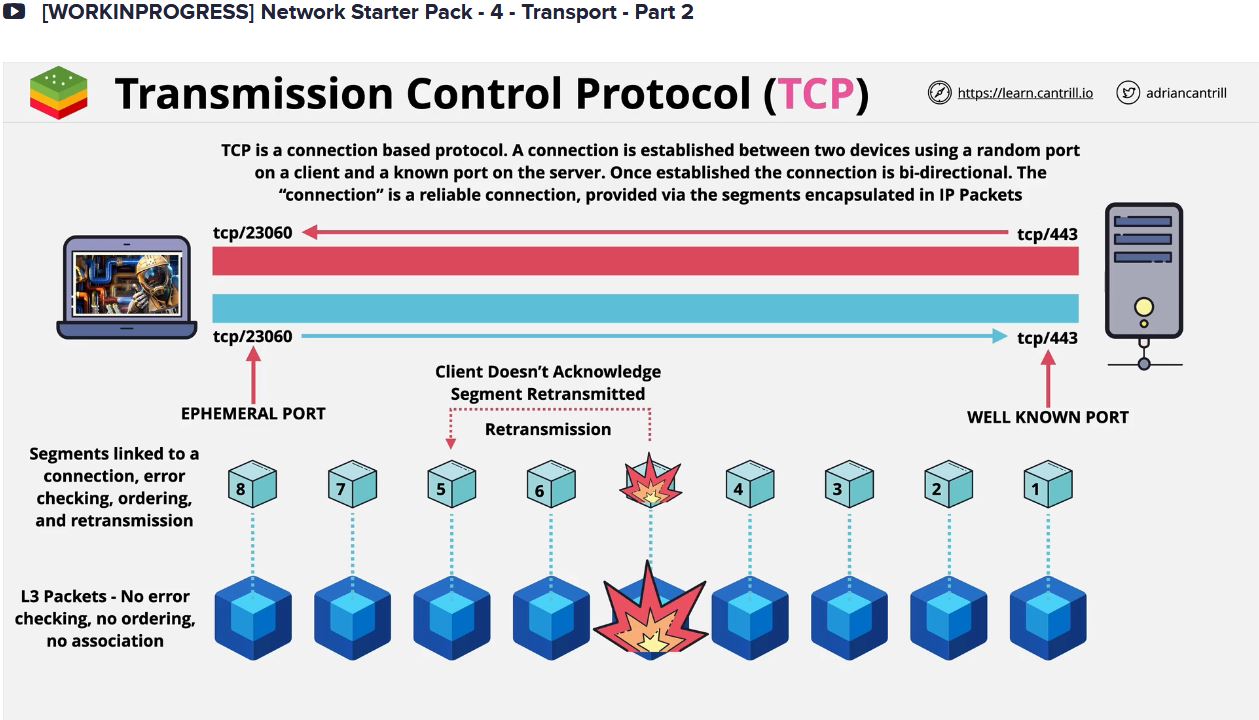 [WORKINPROGRESS] Network Starter Pack - 4 - Transport - Part 2
Transmission Control Protocol (TCP)
https://learn.cantrill.io
adriancantrill
TCP is a connection based protocol. A connection is established between two devices using a random port
on a client and a known port on the server. Once established the connection is bi-directional. The
“connection” is a reliable connection, provided via the segments encapsulated in IP Packets
tcp/23060
tcp/443
tcp/23060
tcp/443
EPHEMERAL PORT
WELL KNOWN PORT
Client Doesn’t Acknowledge
Segment Retransmitted
Retransmission
Segments linked to a
connection, error
checking, ordering,
and retransmission
8
7
5
6
4
3
2
1
L3 Packets - No error
checking, no ordering,
no association